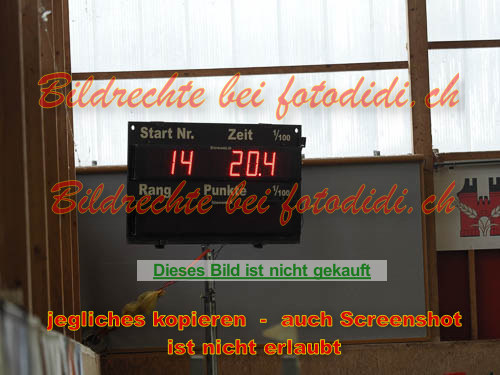 Bildrechte bei fotodidi.ch
Start Nr. Zeit 1/100
14 20.4
Rang Punkte 1/100
Bildrechte bei fotodidi.ch
Dieses Bild ist nicht gekauft
jegliches kopieren - auch Screenshot
ist nicht erlaubt